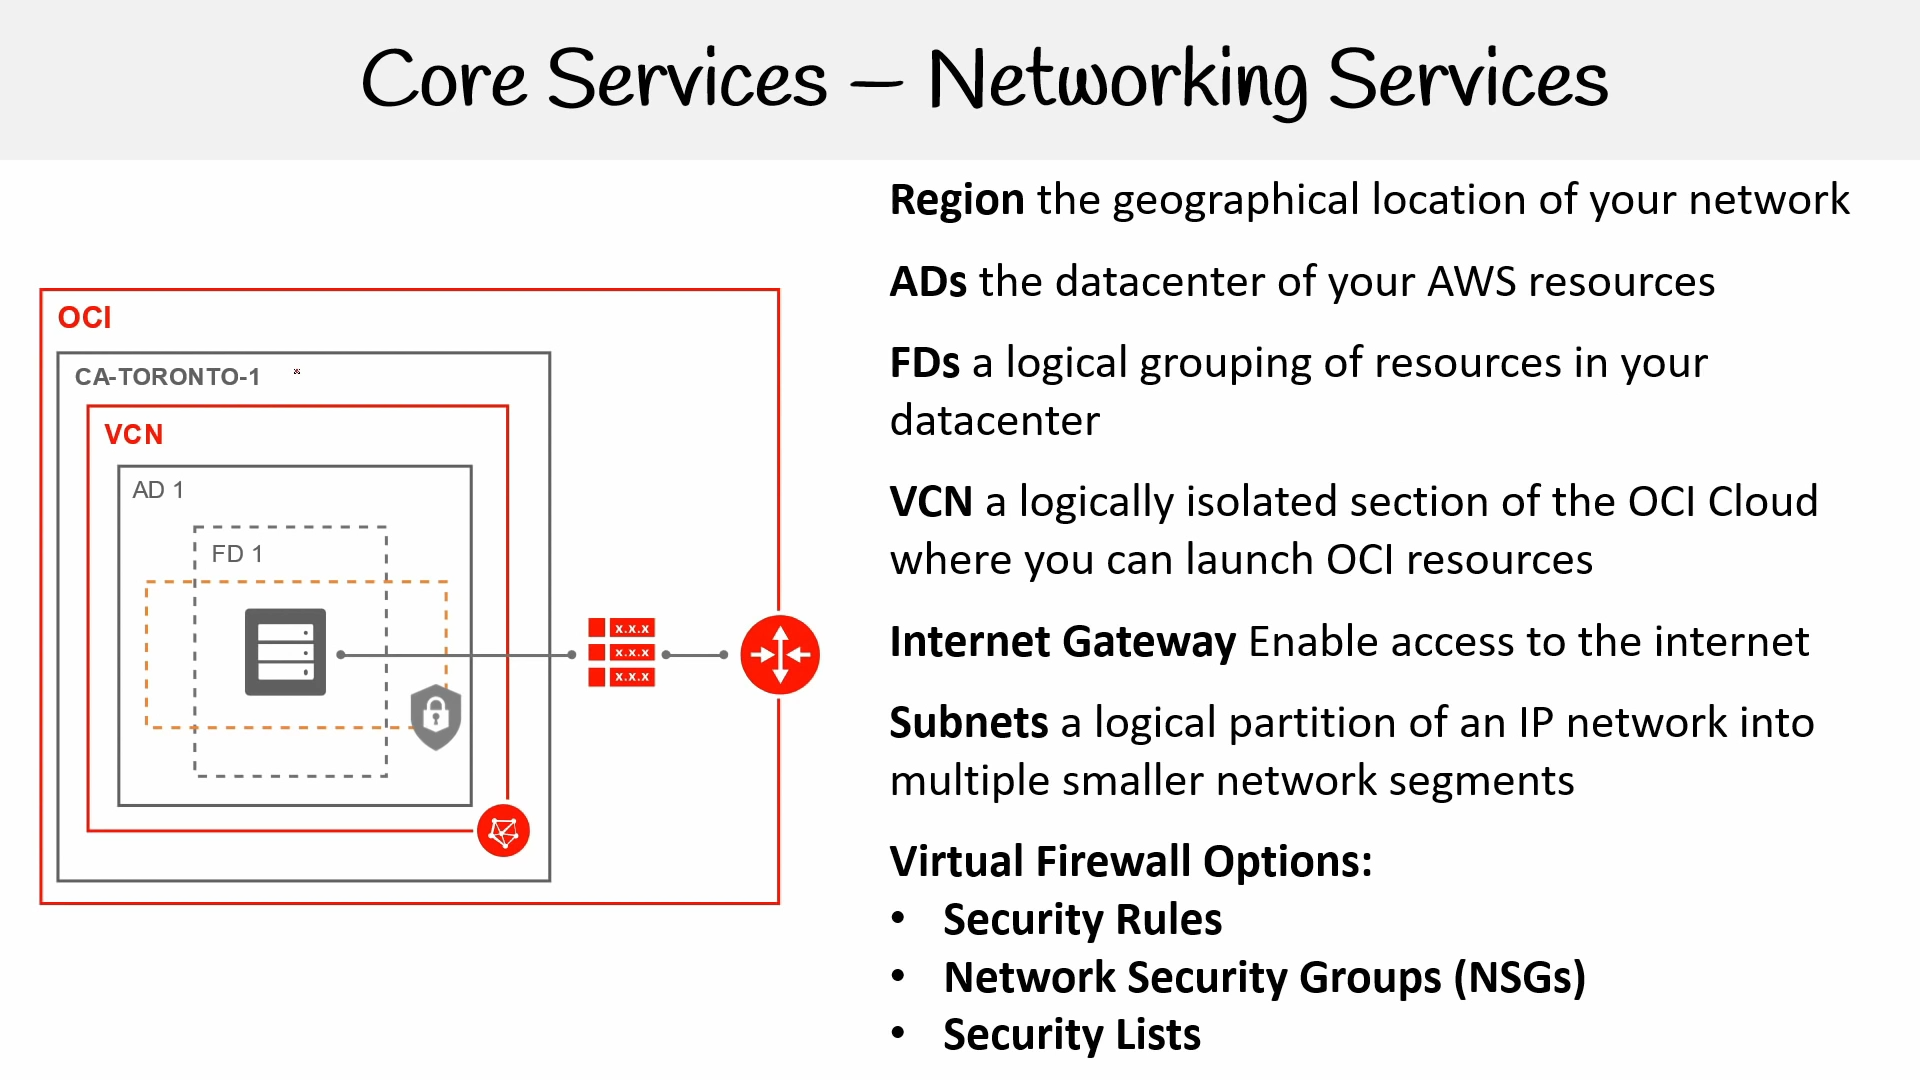 Core Services – Networking Services
OCI
CA-TORONTO-1
VCN
AD 1
FD 1
x.x.x
x.x.x
x.x.x
Region the geographical location of your network
ADs the datacenter of your AWS resources
FDs a logical grouping of resources in your
datacenter
VCN a logically isolated section of the OCI Cloud
where you can launch OCI resources
Internet Gateway Enable access to the internet
Subnets a logical partition of an IP network into
multiple smaller network segments
Virtual Firewall Options:
• Security Rules
• Network Security Groups (NSGs)
• Security Lists